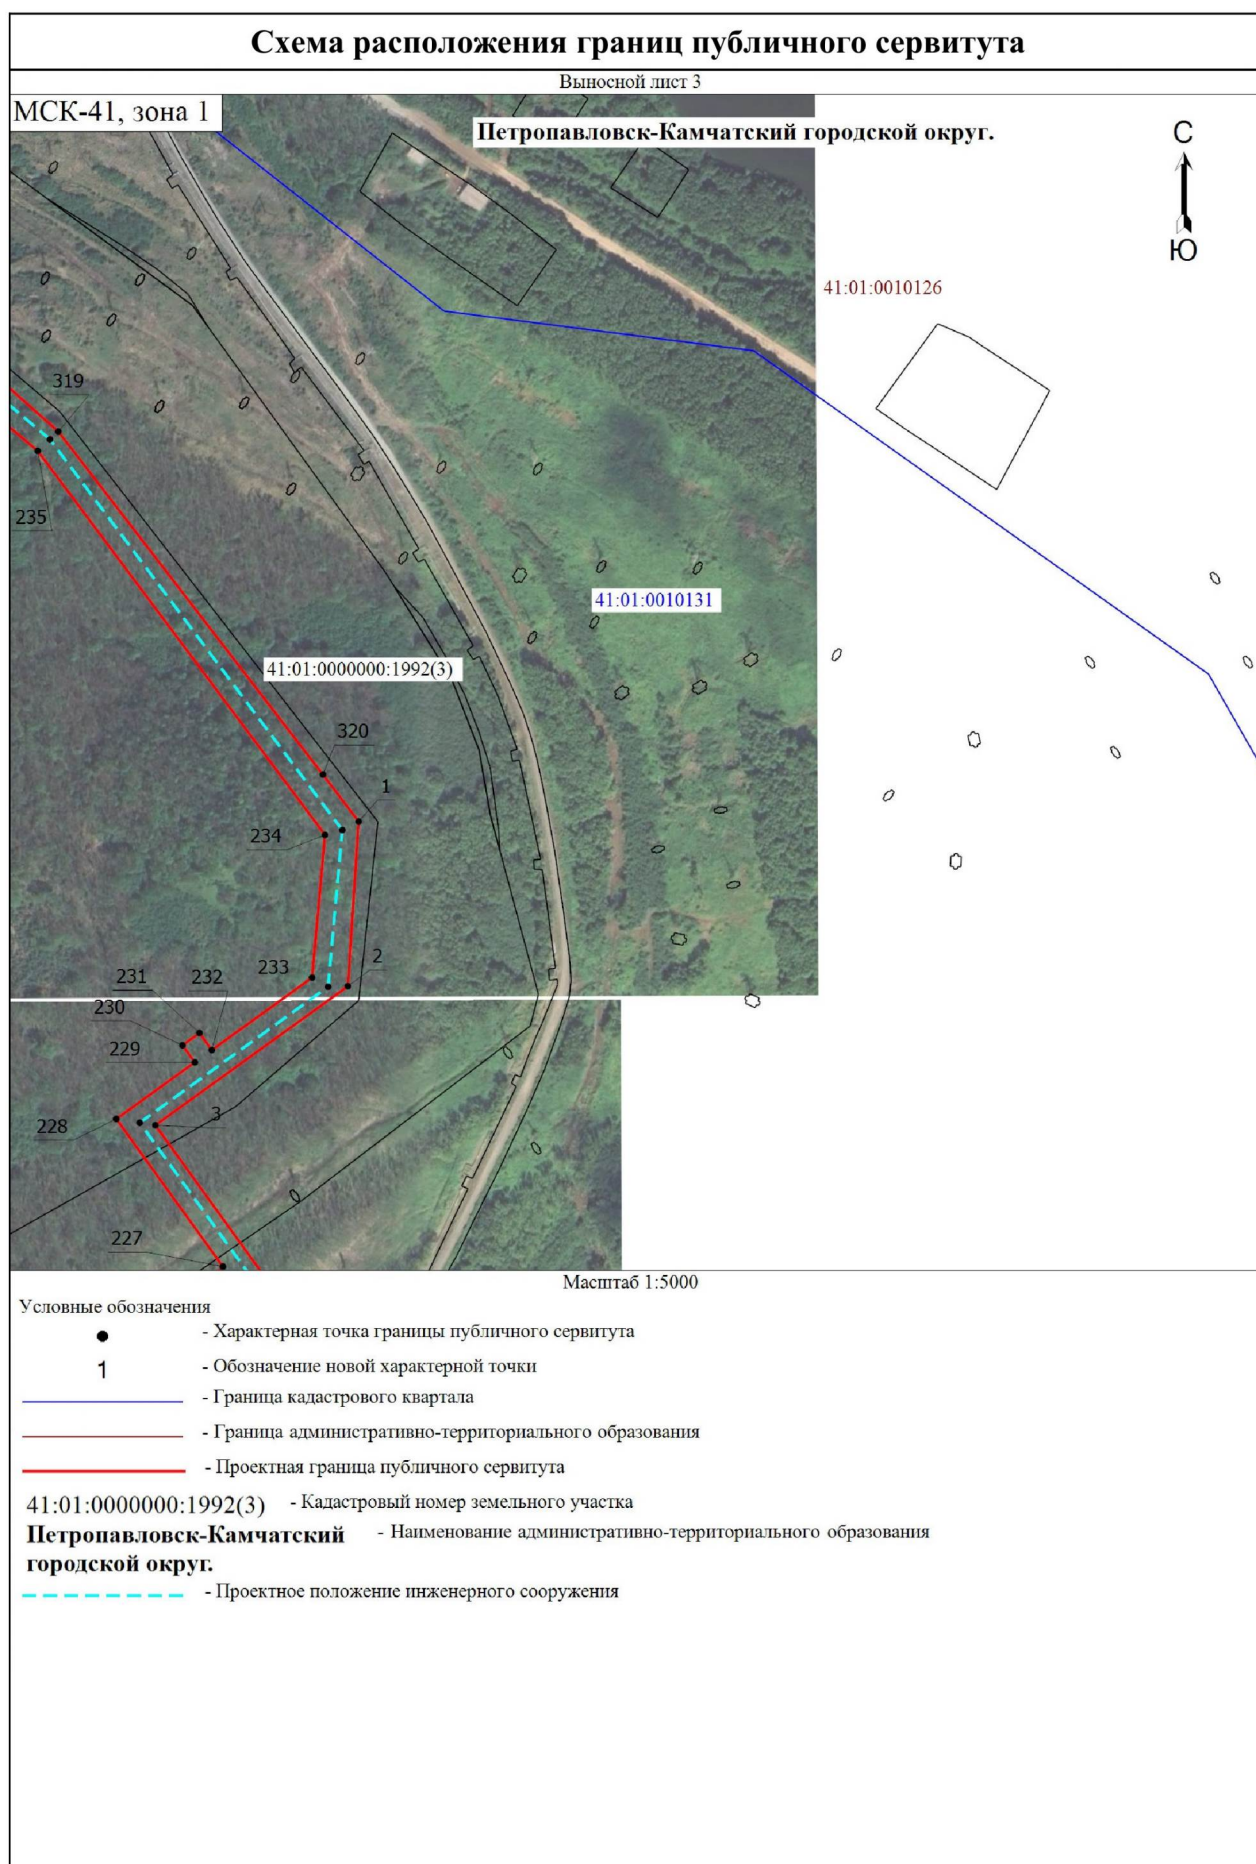 Схема расположения границ публичного сервитута
Выносной лист 3
МСК-41, зона 1
Петропавловск-Камчатский городской округ.
С
Ю
41:01:0010126
319
235
41:01:0010131
41:01:0000000:1992(3)
320
1
234
233
2
231
232
230
229
228
3
227
Масштаб 1:5000
Условные обозначения
- Характерная точка границы публичного сервитута
1 - Обозначение новой характерной точки
- Граница кадастрового квартала
- Граница административно-территориального образования
- Проектная граница публичного сервитута
41:01:0000000:1992(3) - Кадастровый номер земельного участка
Петропавловск-Камчатский - Наименование административно-территориального образования
городской округ.
- Проектное положение инженерного сооружения